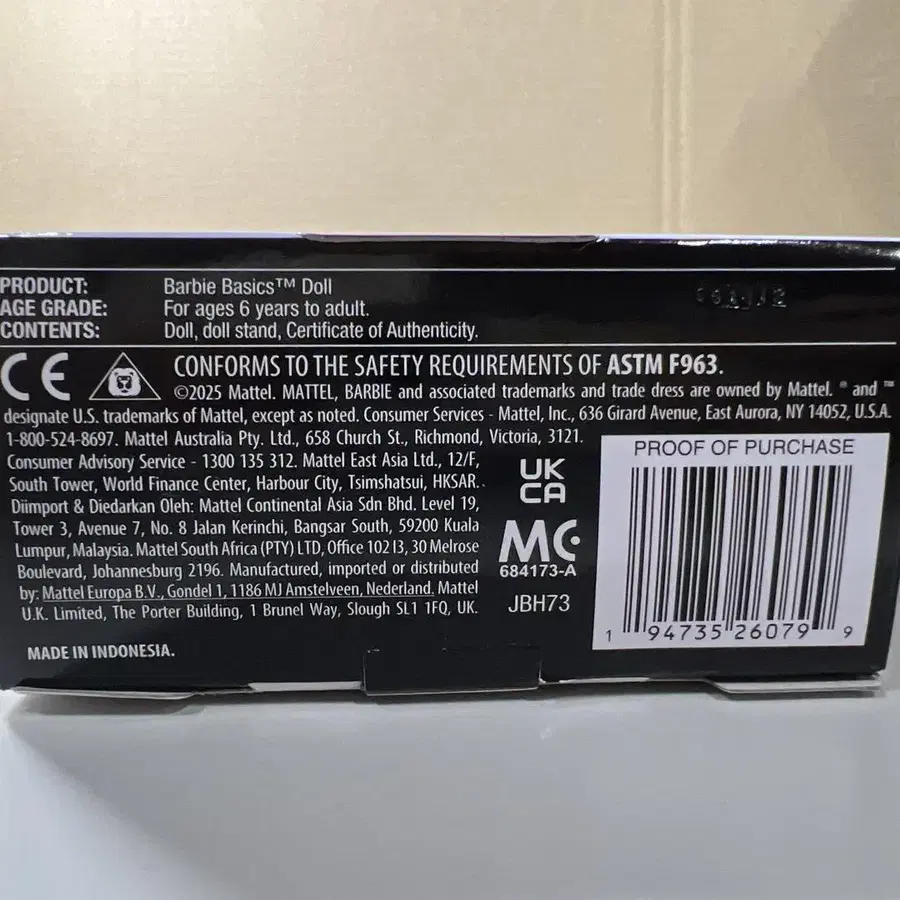 PRODUCT: Barbie Basics™ Doll
AGE GRADE: For ages 6 years to adult.
CONTENTS: Doll, doll stand, Certificate of Authenticity.
CE CONFORMS TO THE SAFETY REQUIREMENTS OF ASTM F963.
©2025 Mattel. MATTEL, BARBIE and associated trademarks and trade dress are owned by Mattel. ® and ™
designate U.S. trademarks of Mattel, except as noted. Consumer Services - Mattel, Inc., 636 Girard Avenue, East Aurora, NY 14052, U.S.A.
1-800-524-8697. Mattel Australia Pty. Ltd., 658 Church St., Richmond, Victoria, 3121.
Consumer Advisory Service - 1300 135 312. Mattel East Asia Ltd., 12/F,
South Tower, World Finance Center, Harbour City, Tsimshatsui, HKSAR.
Diimport & Diedarkan Oleh: Mattel Continental Asia Sdn Bhd. Level 19,
Tower 3, Avenue 7, No. 8 Jalan Kerinchi, Bangsar South, 59200 Kuala
Lumpur, Malaysia. Mattel South Africa (PTY) LTD, Office 102 I3, 30 Melrose
Boulevard, Johannesburg 2196. Manufactured, imported or distributed
by: Mattel Europa B.V., Gondel 1, 1186 MJ Amstelveen, Nederland. Mattel
U.K. Limited, The Porter Building, 1 Brunel Way, Slough SL1 1FQ, UK.
MADE IN INDONESIA.
UK
CA
MC
684173-A
JBH73
PROOF OF PURCHASE
1 94735 26079 9